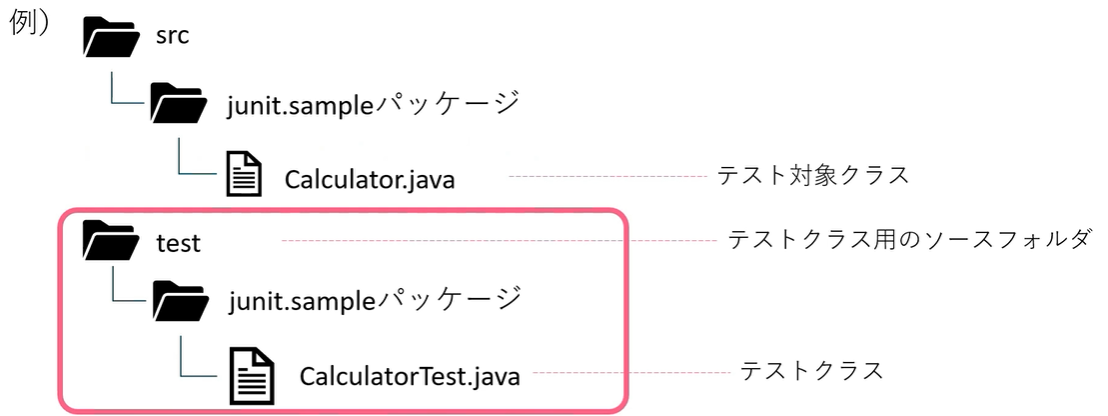 例）
src
junit.sampleパッケージ
Calculator.java
テスト対象クラス
test
テストクラス用のソースフォルダ
junit.sampleパッケージ
CalculatorTest.java
テストクラス